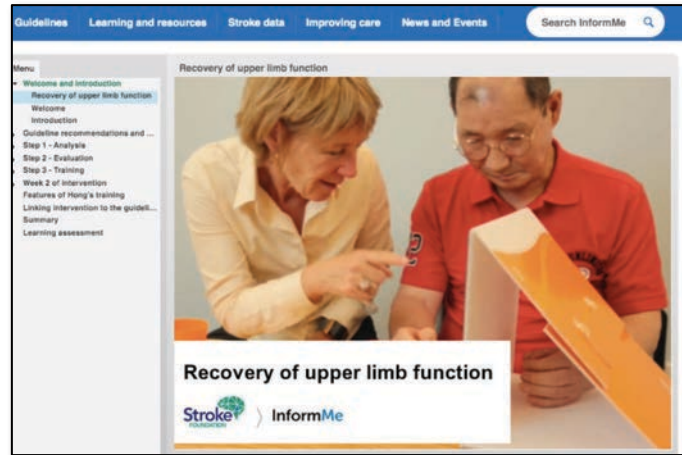 Guidelines
Learning and resources
Stroke data
Improving care
News and Events
Search InformMe
Menu
Welcome and introduction
Recovery of upper limb function
Welcome
Introduction
Guideline recommendations and ...
Step 1 - Analysis
Step 2 - Evaluation
Step 3 - Training
Week 2 of intervention
Features of Hong's training
Linking intervention to the guideli...
Summary
Learning assessment
Recovery of upper limb function
Recovery of upper limb function
Stroke
FOUNDATION
InformMe